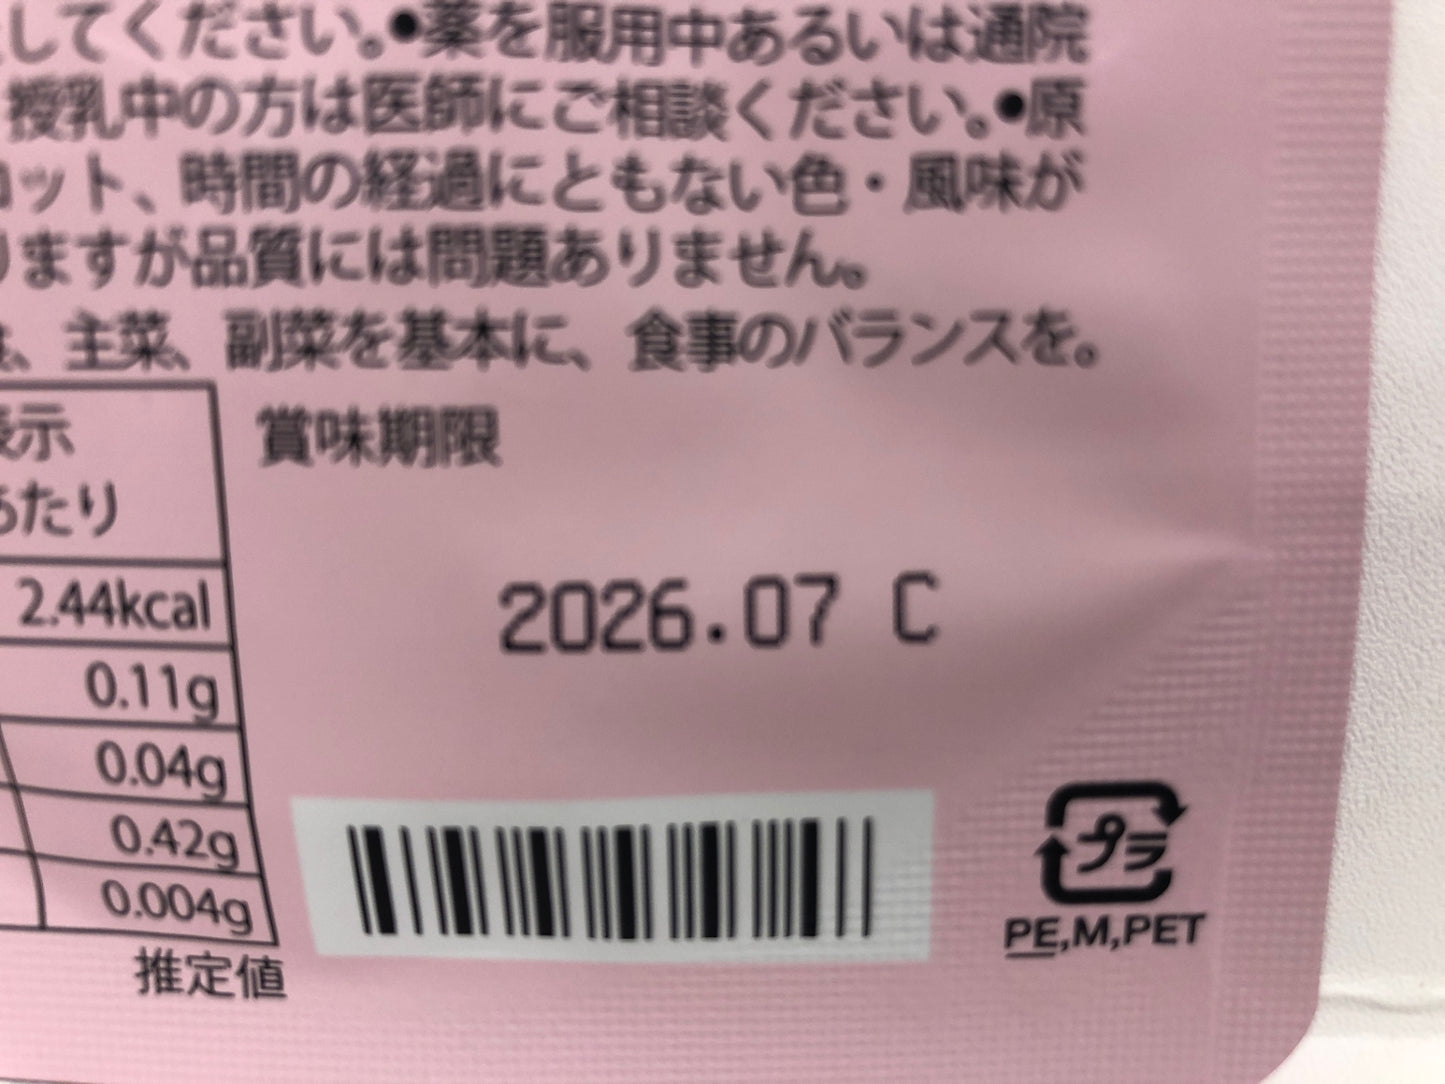 してください。●薬を服用中あるいは通院
授乳中の方は医師にご相談ください。●原
ロット、時間の経過にともない色・風味が
りますが品質には問題ありません。
、主菜、副菜を基本に、食事のバランスを。
表示
あたり
2.44kcal
0.11g
0.04g
0.42g
0.004g
推定値
賞味期限
2026.07 C
プラ
PE,M,PET